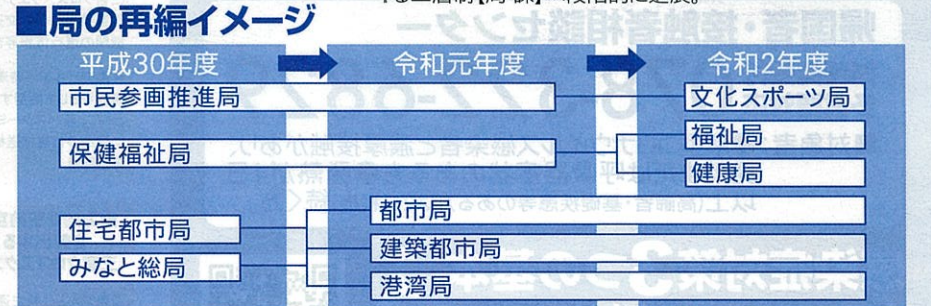 ■局の再編イメージ
平成30年度 令和元年度 令和2年度
市民参画推進局 文化スポーツ局
保健福祉局 福祉局
健康局
住宅都市局 都市局
みなと総局 建築都市局
港湾局